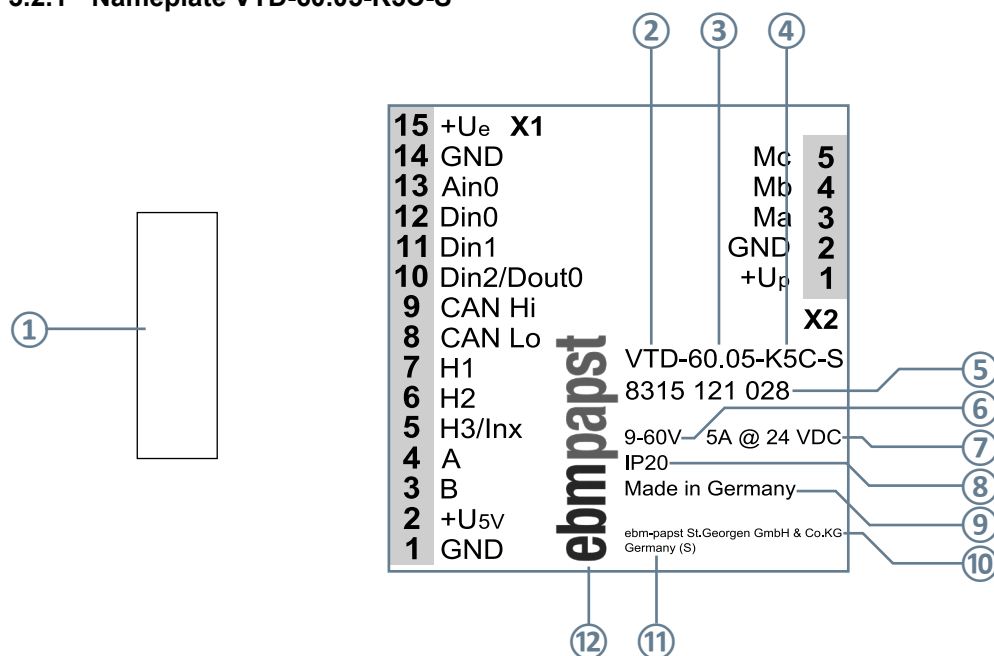 3.2.1 Nameplate VTD-60.05-K5C-S
2 3 4
15 +Ue X1
14 GND
13 Ain0
12 Din0
11 Din1
10 Din2/Dout0
9 CAN Hi
8 CAN Lo
7 H1
6 H2
5 H3/Inx
4 A
3 B
2 +U5V
1 GND
Mc 5
Mb 4
Ma 3
GND 2
+Up 1
X2
1
ebmpapst
VTD-60.05-K5C-S
8315 121 028
5
6
9-60V 5A @ 24 VDC
7
IP20
8
Made in Germany
9
ebm-papst St.Georgen GmbH & Co.KG
Germany (S)
10
12 11